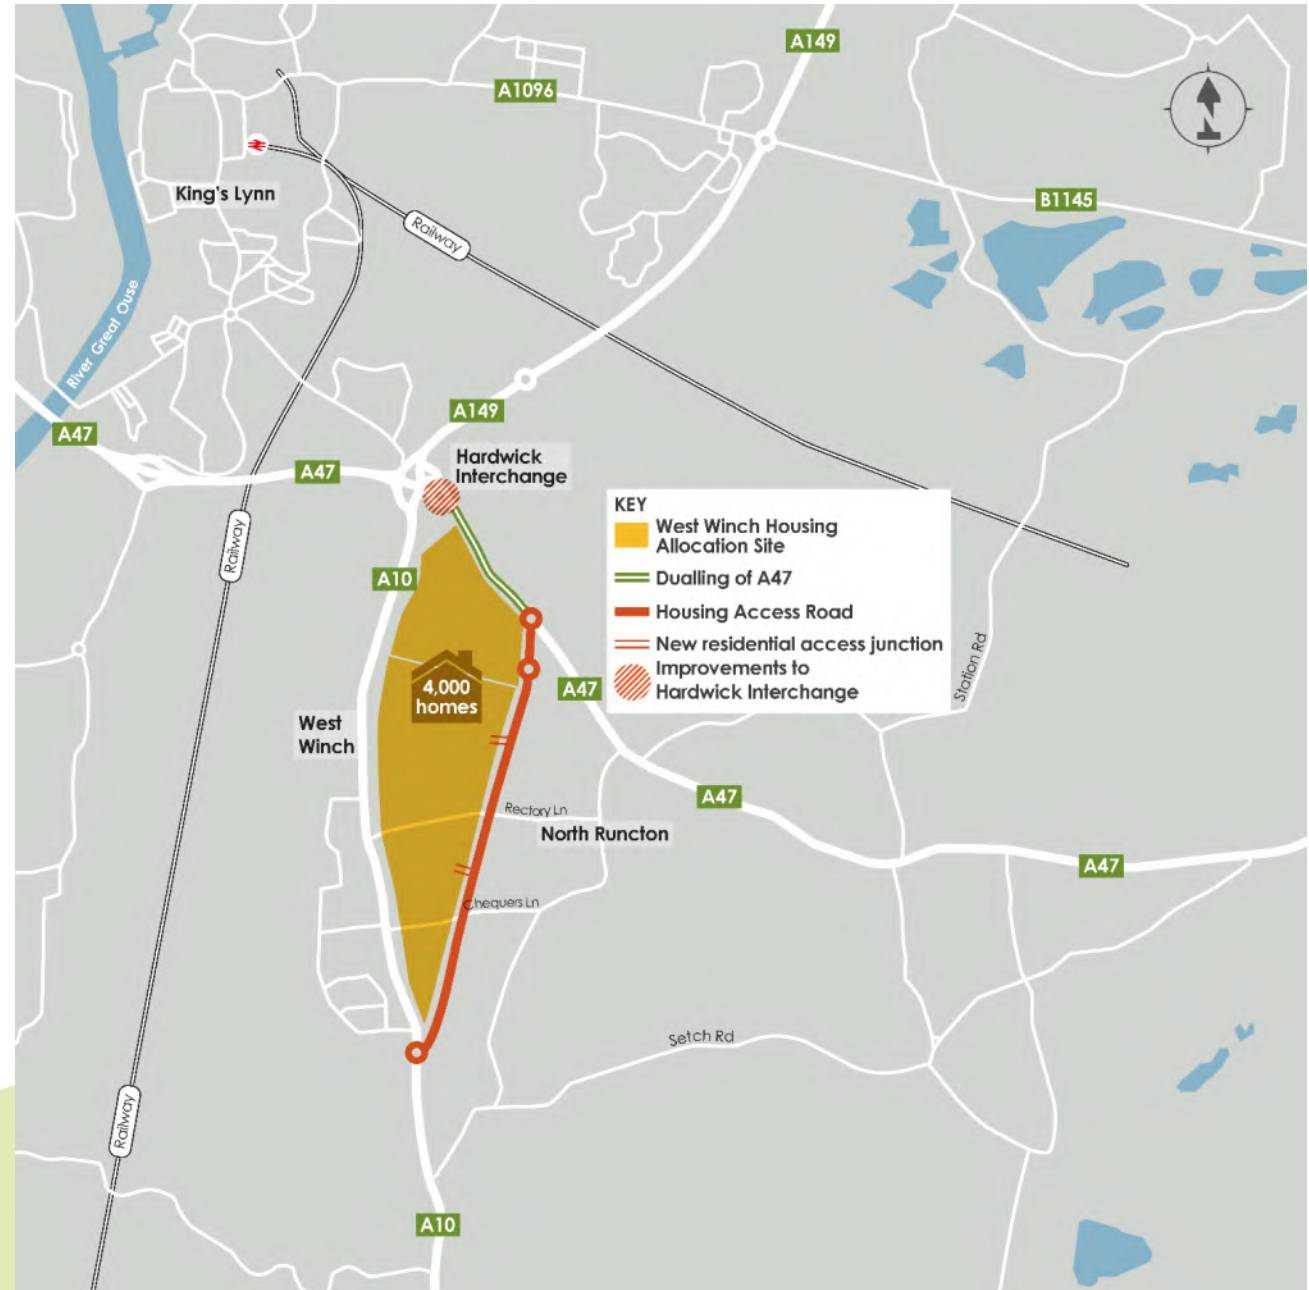 A149
A1096
B1145
King's Lynn
Railway
River Great Ouse
A149
A47
A47
Hardwick
Interchange
KEY
West Winch Housing
Allocation Site
Dualling of A47
Housing Access Road
New residential access junction
Improvements to
Hardwick Interchange
Railway
A10
Station Rd
4,000
homes
A47
West
Winch
A47
Rectory Ln
North Runcton
A47
Chequers Ln
Setch Rd
Railway
A10